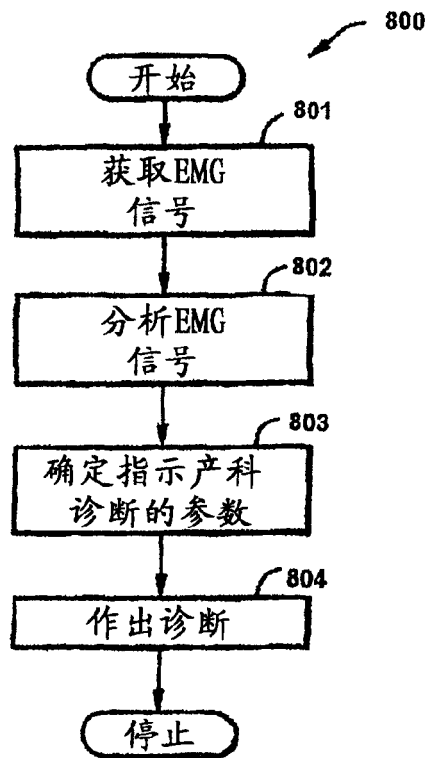 800
开始
801
获取EMG
信号
802
分析EMG
信号
803
确定指示产科
诊断的参数
804
作出诊断
停止